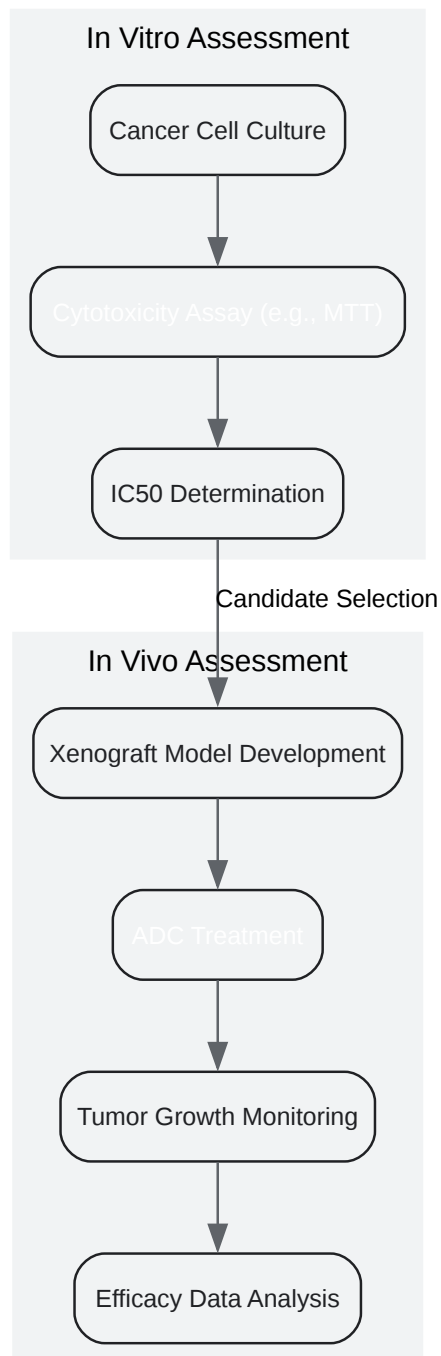 In Vitro Assessment
Cancer Cell Culture
Cytotoxicity Assay (e.g., MTT)
IC50 Determination
Candidate Selection
In Vivo Assessment
Xenograft Model Development
ADC Treatment
Tumor Growth Monitoring
Efficacy Data Analysis